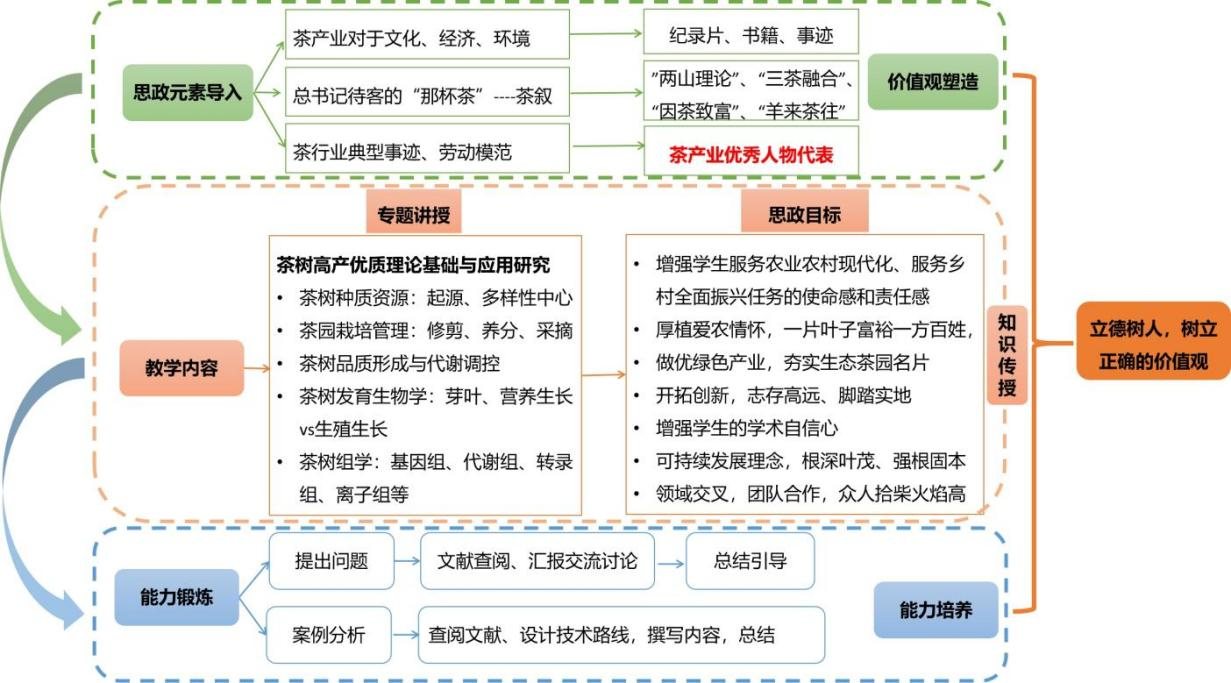 思政元素导入
茶产业对于文化、经济、环境
纪录片、书籍、事迹
总书记待客的“那杯茶”----茶叙
”两山理论”、“三茶融合”、
“因茶致富”、“羊来茶往”
茶行业典型事迹、劳动模范
茶产业优秀人物代表
价值观塑造
教学内容
专题讲授
茶树高产优质理论基础与应用研究
• 茶树种质资源：起源、多样性中心
• 茶园栽培管理：修剪、养分、采摘
• 茶树品质形成与代谢调控
• 茶树发育生物学：芽叶、营养生长
vs生殖生长
• 茶树组学：基因组、代谢组、转录
组、离子组等
思政目标
• 增强学生服务农业农村现代化、服务乡
村全面振兴任务的使命感和责任感
• 厚植爱农情怀，一片叶子富裕一方百姓，
• 做优绿色产业，夯实生态茶园名片
• 开拓创新，志存高远、脚踏实地
• 增强学生的学术自信心
• 可持续发展理念，根深叶茂、强根固本
• 领域交叉，团队合作，众人拾柴火焰高
知
识
传
授
能力锻炼
提出问题
文献查阅、汇报交流讨论
总结引导
案例分析
查阅文献、设计技术路线，撰写内容，总结
能力培养
立德树人，树立
正确的价值观